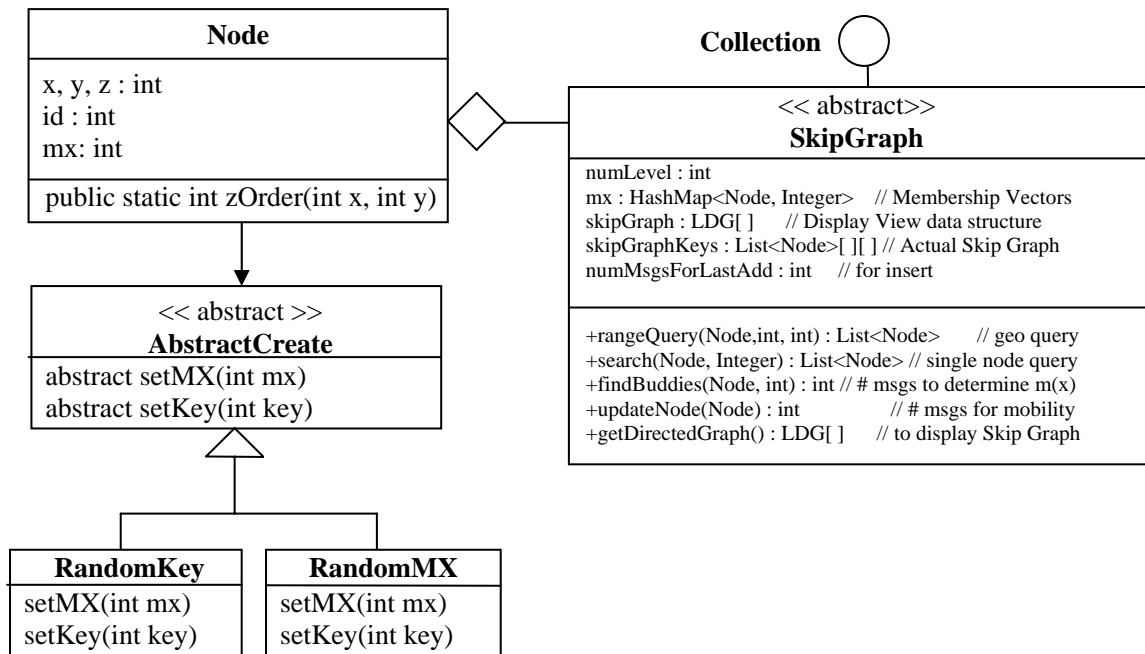 Node
x, y, z : int
id : int
mx: int
public static int zOrder(int x, int y)
Collection
<< abstract>>
SkipGraph
numLevel : int
mx : HashMap<Node, Integer> // Membership Vectors
skipGraph : LDG[ ] // Display View data structure
skipGraphKeys : List<Node>[ ][ ] // Actual Skip Graph
numMsgsForLastAdd : int // for insert
+rangeQuery(Node,int, int) : List<Node> // geo query
+search(Node, Integer) : List<Node> // single node query
+findBuddies(Node, int) : int // # msgs to determine m(x)
+updateNode(Node) : int // # msgs for mobility
+getDirectedGraph() : LDG[ ] // to display Skip Graph
<< abstract >>
AbstractCreate
abstract setMX(int mx)
abstract setKey(int key)
RandomKey
setMX(int mx)
setKey(int key)
RandomMX
setMX(int mx)
setKey(int key)